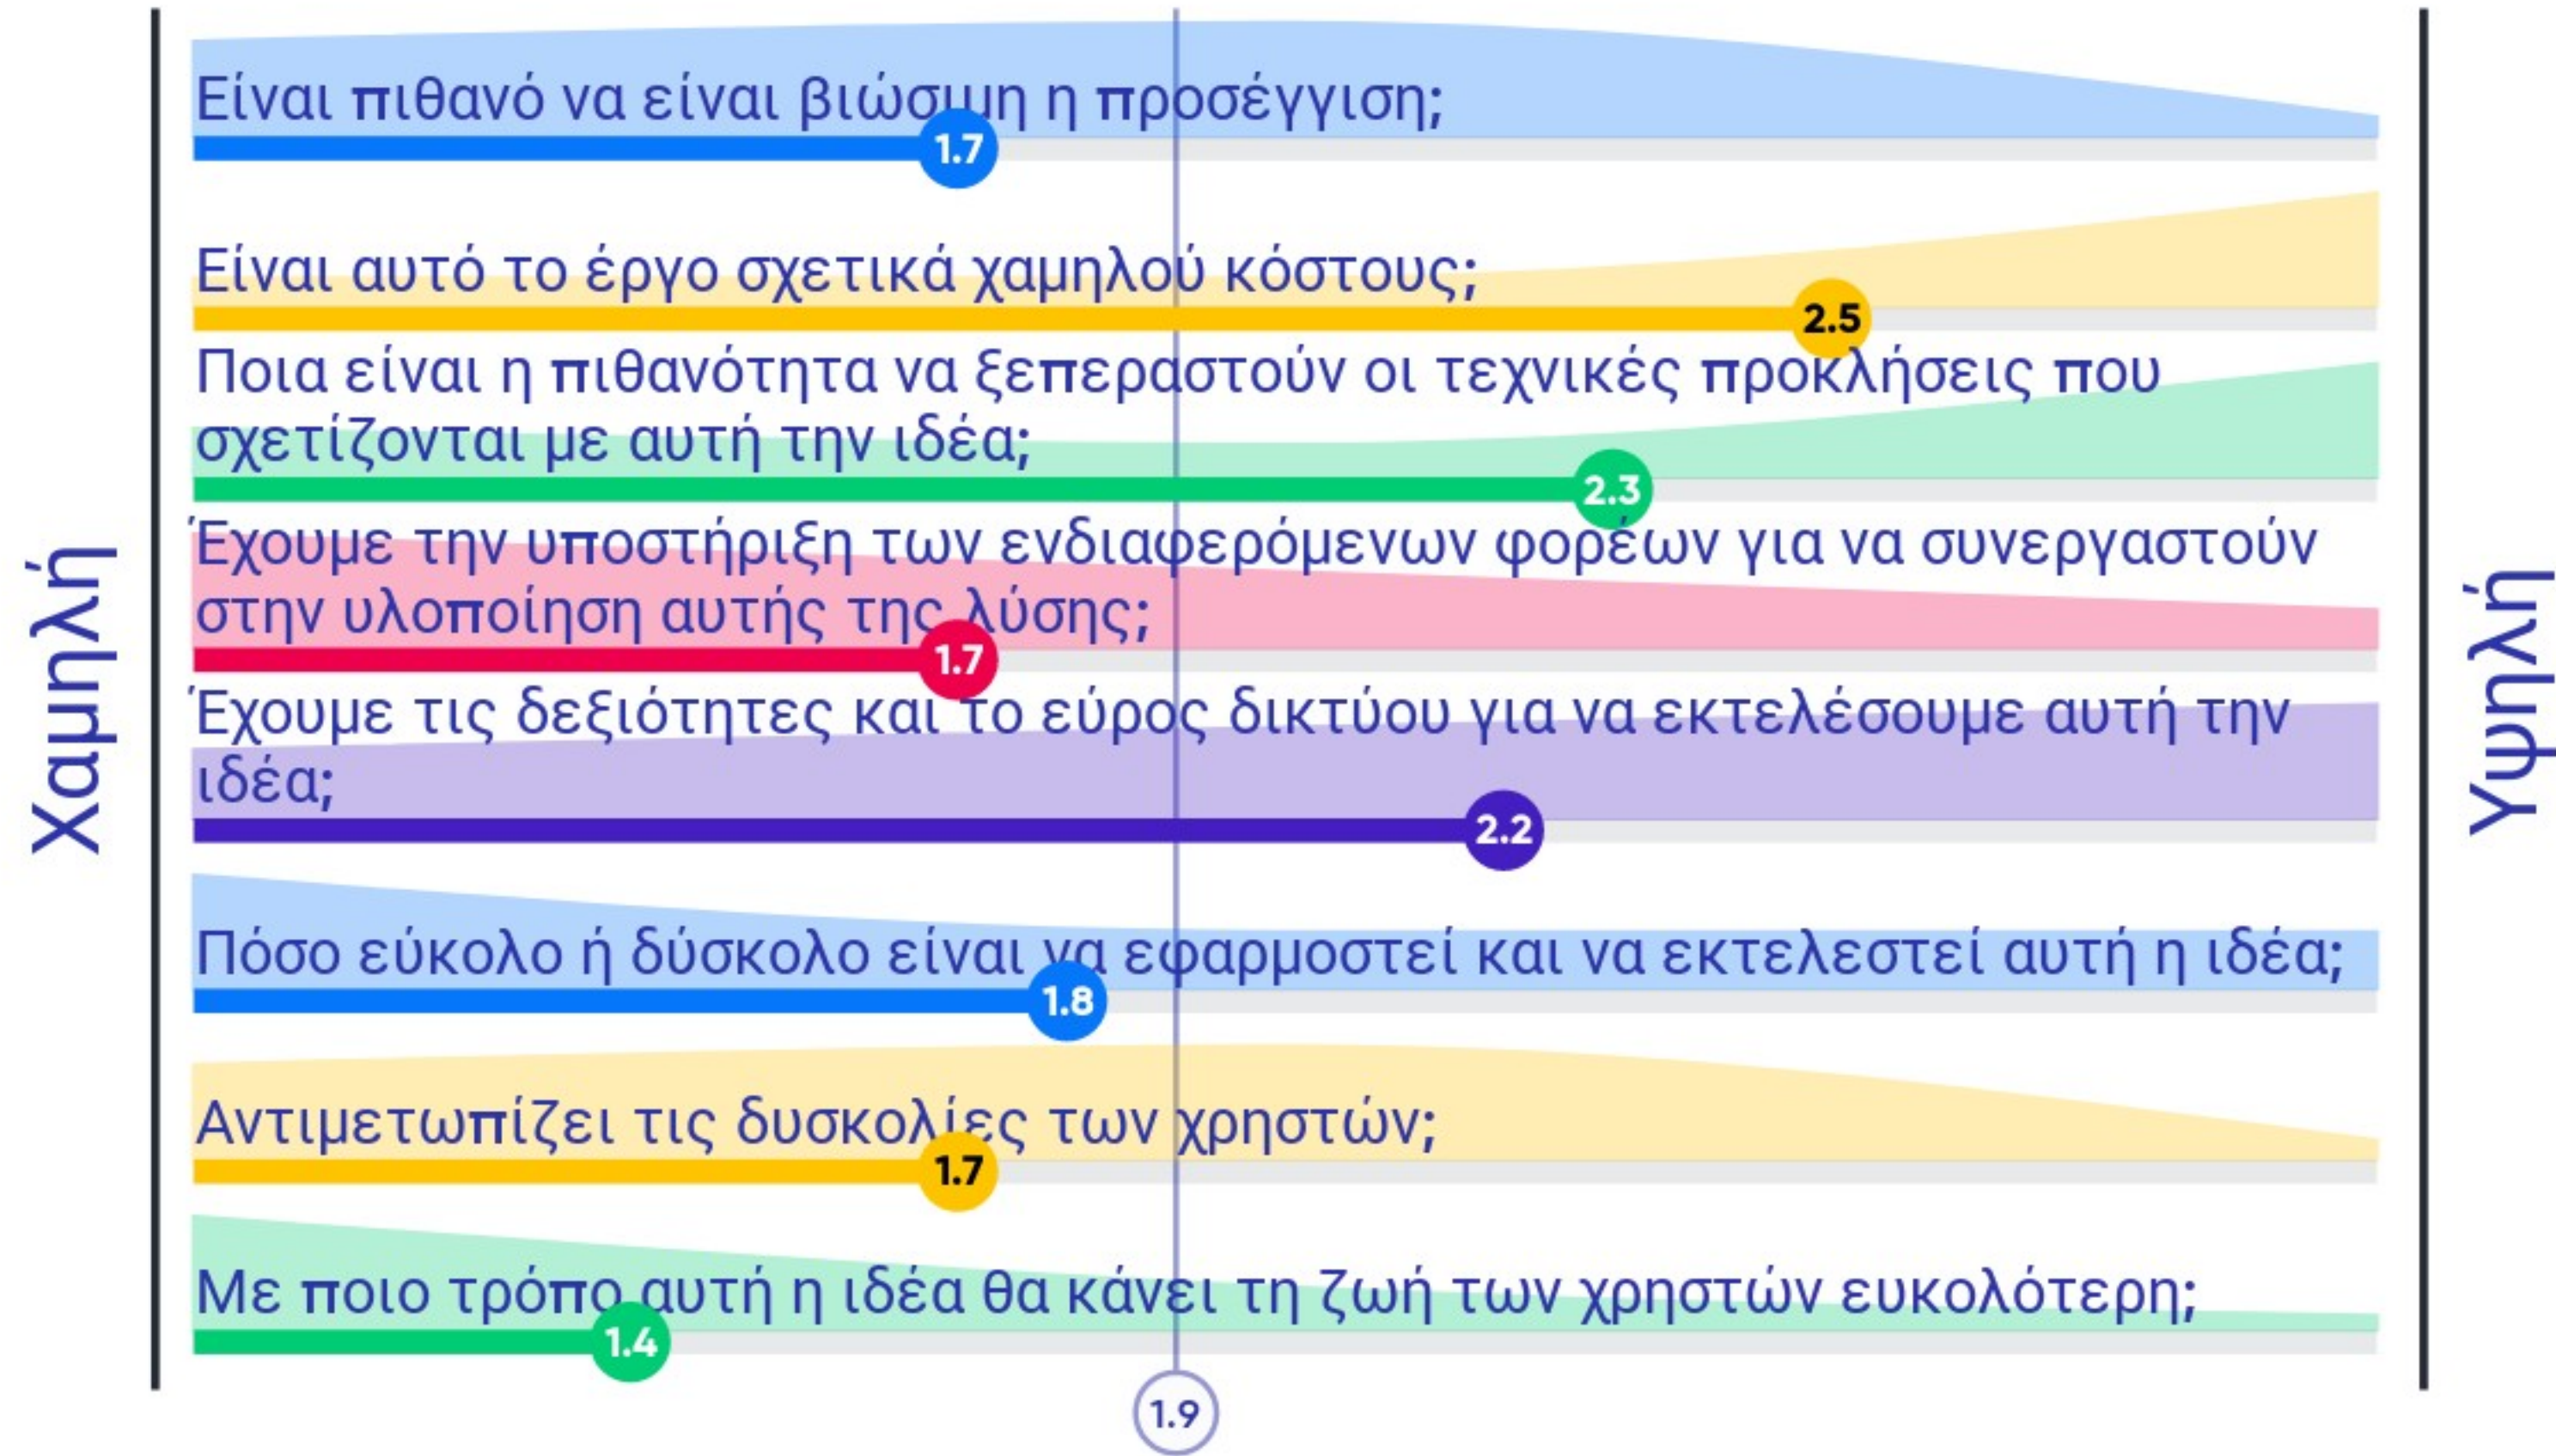 Είναι πιθανό να είναι βιώσιμη η προσέγγιση;
1.7
Είναι αυτό το έργο σχετικά χαμηλού κόστους;
2.5
Ποια είναι η πιθανότητα να ξεπεραστούν οι τεχνικές προκλήσεις που
σχετίζονται με αυτή την ιδέα;
2.3
Έχουμε την υποστήριξη των ενδιαφερόμενων φορέων για να συνεργαστούν
στην υλοποίηση αυτής της λύσης;
1.7
Έχουμε τις δεξιότητες και το εύρος δικτύου για να εκτελέσουμε αυτή την
ιδέα;
2.2
Πόσο εύκολο ή δύσκολο είναι να εφαρμοστεί και να εκτελεστεί αυτή η ιδέα;
1.8
Αντιμετωπίζει τις δυσκολίες των χρηστών;
1.7
Με ποιο τρόπο αυτή η ιδέα θα κάνει τη ζωή των χρηστών ευκολότερη;
1.4
1.9
Χαμηλή
Υψηλή